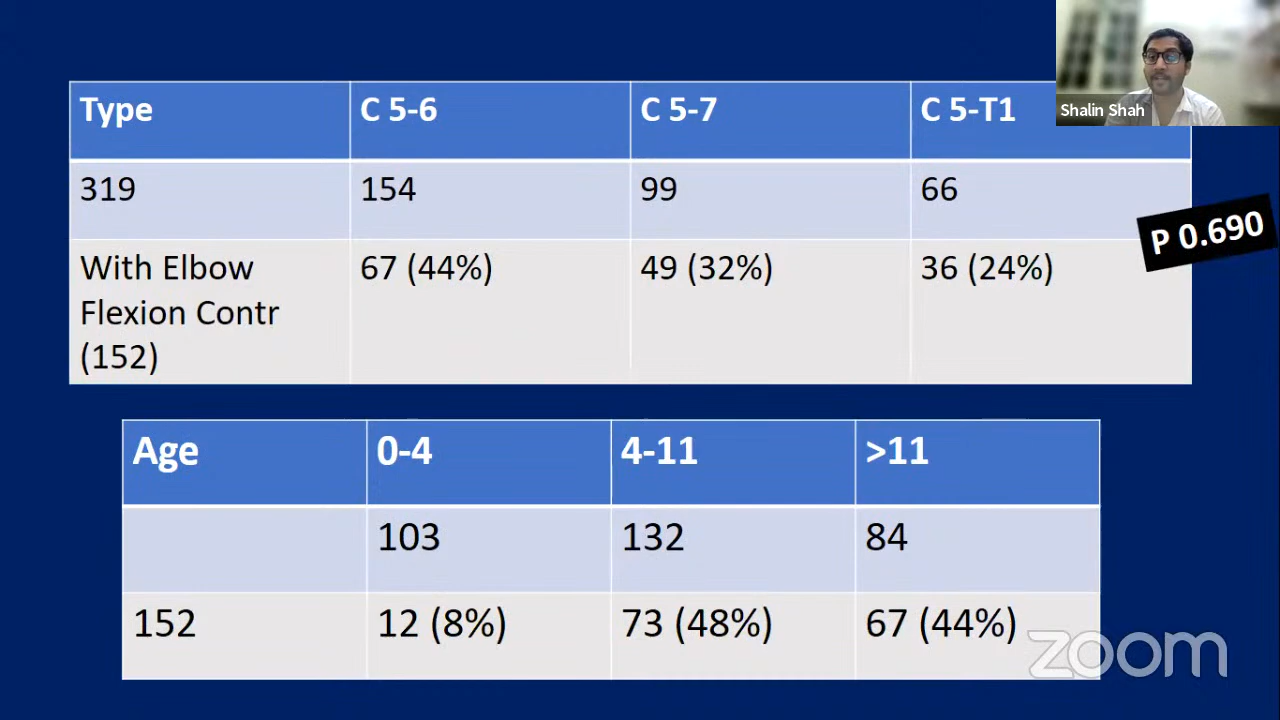 Shalin Shah
Type C 5-6 C 5-7 C 5-T1
319 154 99 66
P 0.690
With Elbow 67 (44%) 49 (32%) 36 (24%)
Flexion Contr
(152)
Age 0-4 4-11 >11
103 132 84
152 12 (8%) 73 (48%) 67 (44%)
zoom